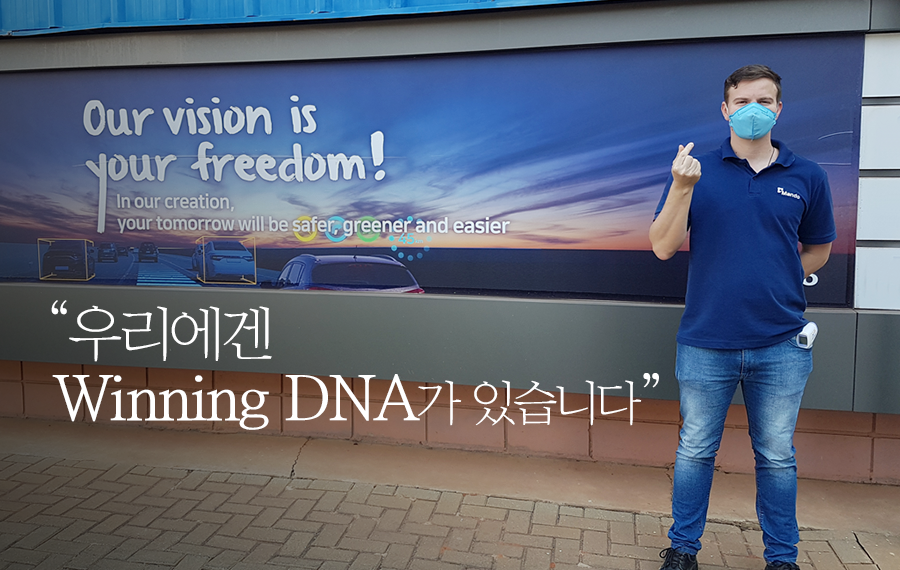 Our vision is
your freedom!
In our creation,
your tomorrow will be safer, greener and easier
Mando
“우리에겐
Winning DNA가 있습니다”